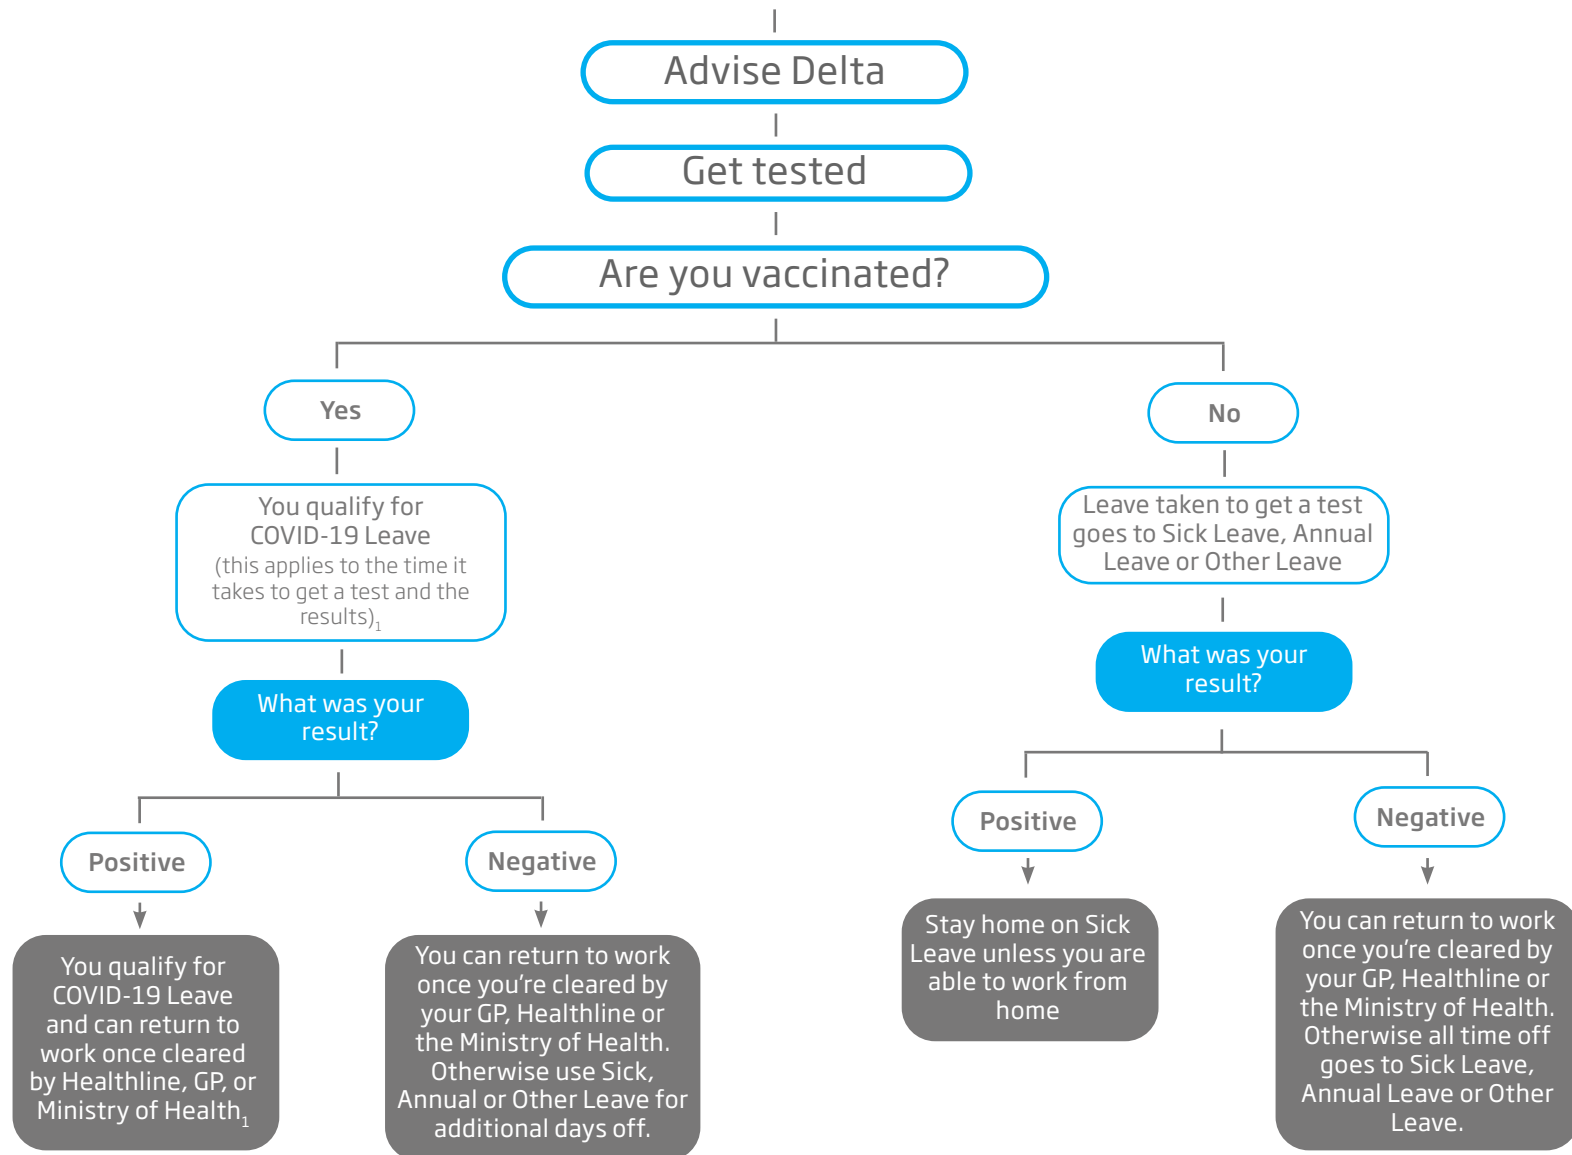 Advise Delta
Get tested
Are you vaccinated?
Yes
You qualify for
COVID-19 Leave
(this applies to the time it
takes to get a test and the
results)1
What was your
result?
Positive
You qualify for
COVID-19 Leave
and can return to
work once cleared
by Healthline, GP, or
Ministry of Health1
Negative
You can return to work
once you're cleared by
your GP, Healthline or
the Ministry of Health.
Otherwise use Sick,
Annual or Other Leave for
additional days off.
No
Leave taken to get a test
goes to Sick Leave, Annual
Leave or Other Leave
What was your
result?
Positive
Stay home on Sick
Leave unless you are
able to work from
home
Negative
You can return to work
once you're cleared by
your GP, Healthline or
the Ministry of Health.
Otherwise all time off
goes to Sick Leave,
Annual Leave or Other
Leave.